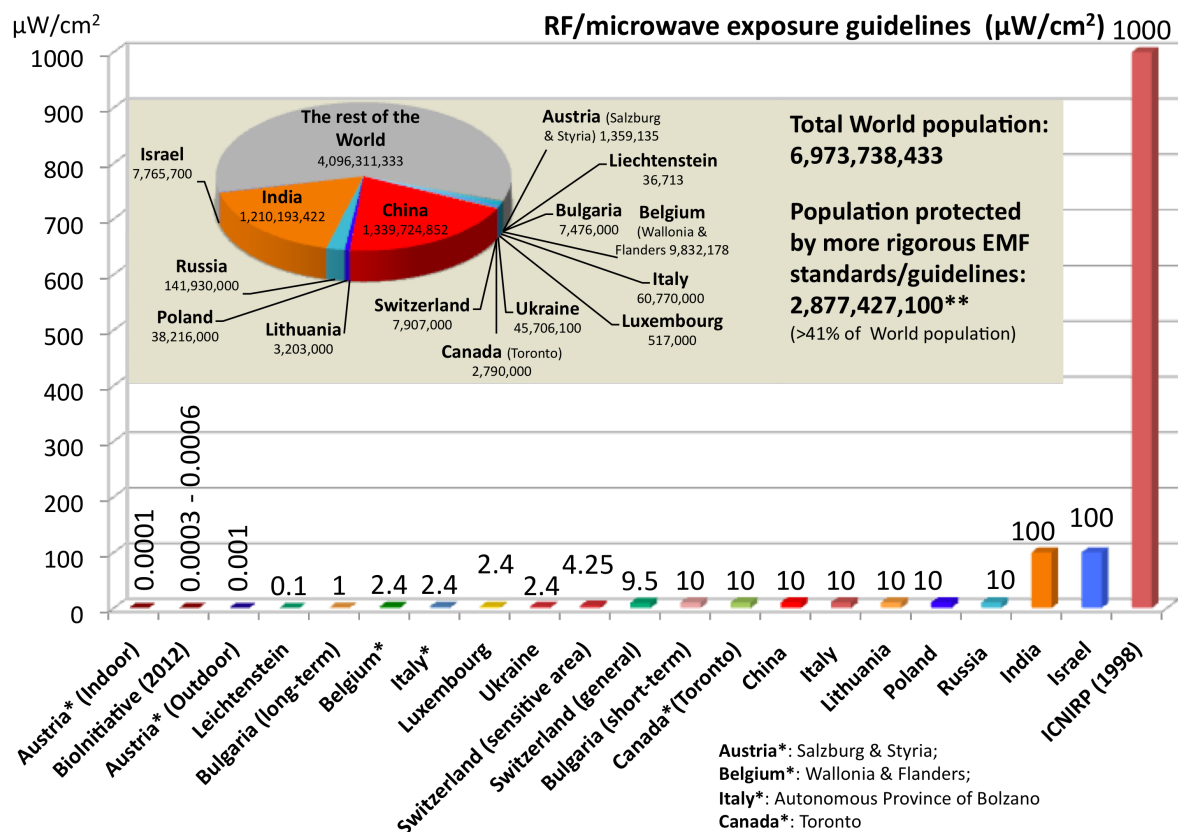 µW/cm²
RF/microwave exposure guidelines (µW/cm²)
1000
1000
900
800
700
600
500
400
300
200
100
0
The rest of the
World
4,096,311,333
Israel
7,765,700
India
1,210,193,422
China
1,339,724,852
Russia
141,930,000
Poland
38,216,000
Lithuania
3,203,000
Switzerland
7,907,000
Canada (Toronto)
2,790,000
Ukraine
45,706,100
Luxembourg
517,000
Italy
60,770,000
Belgium
(Wallonia &
Flanders 9,832,178
Bulgaria
7,476,000
Liechtenstein
36,713
Austria (Salzburg
& Styria) 1,359,135
Total World population:
6,973,738,433
Population protected
by more rigorous EMF
standards/guidelines:
2,877,427,100**
(>41% of World population)
0.0001
0.0003 - 0.0006
0.001
0.1
1
2.4
2.4
2.4
2.4
4.25
9.5
10
10
10
10
10
10
10
100
100
Austria* (Indoor)
BioInitiative (2012)
Austria* (Outdoor)
Leichtenstein
Bulgaria (long-term)
Belgium*
Italy*
Luxembourg
Ukraine
Switzerland (sensitive area)
Switzerland (general)
Bulgaria (short-term)
Canada* (Toronto)
China
Italy
Lithuania
Poland
Russia
India
Israel
ICNIRP (1998)
Austria*: Salzburg & Styria;
Belgium*: Wallonia & Flanders;
Italy*: Autonomous Province of Bolzano
Canada*: Toronto